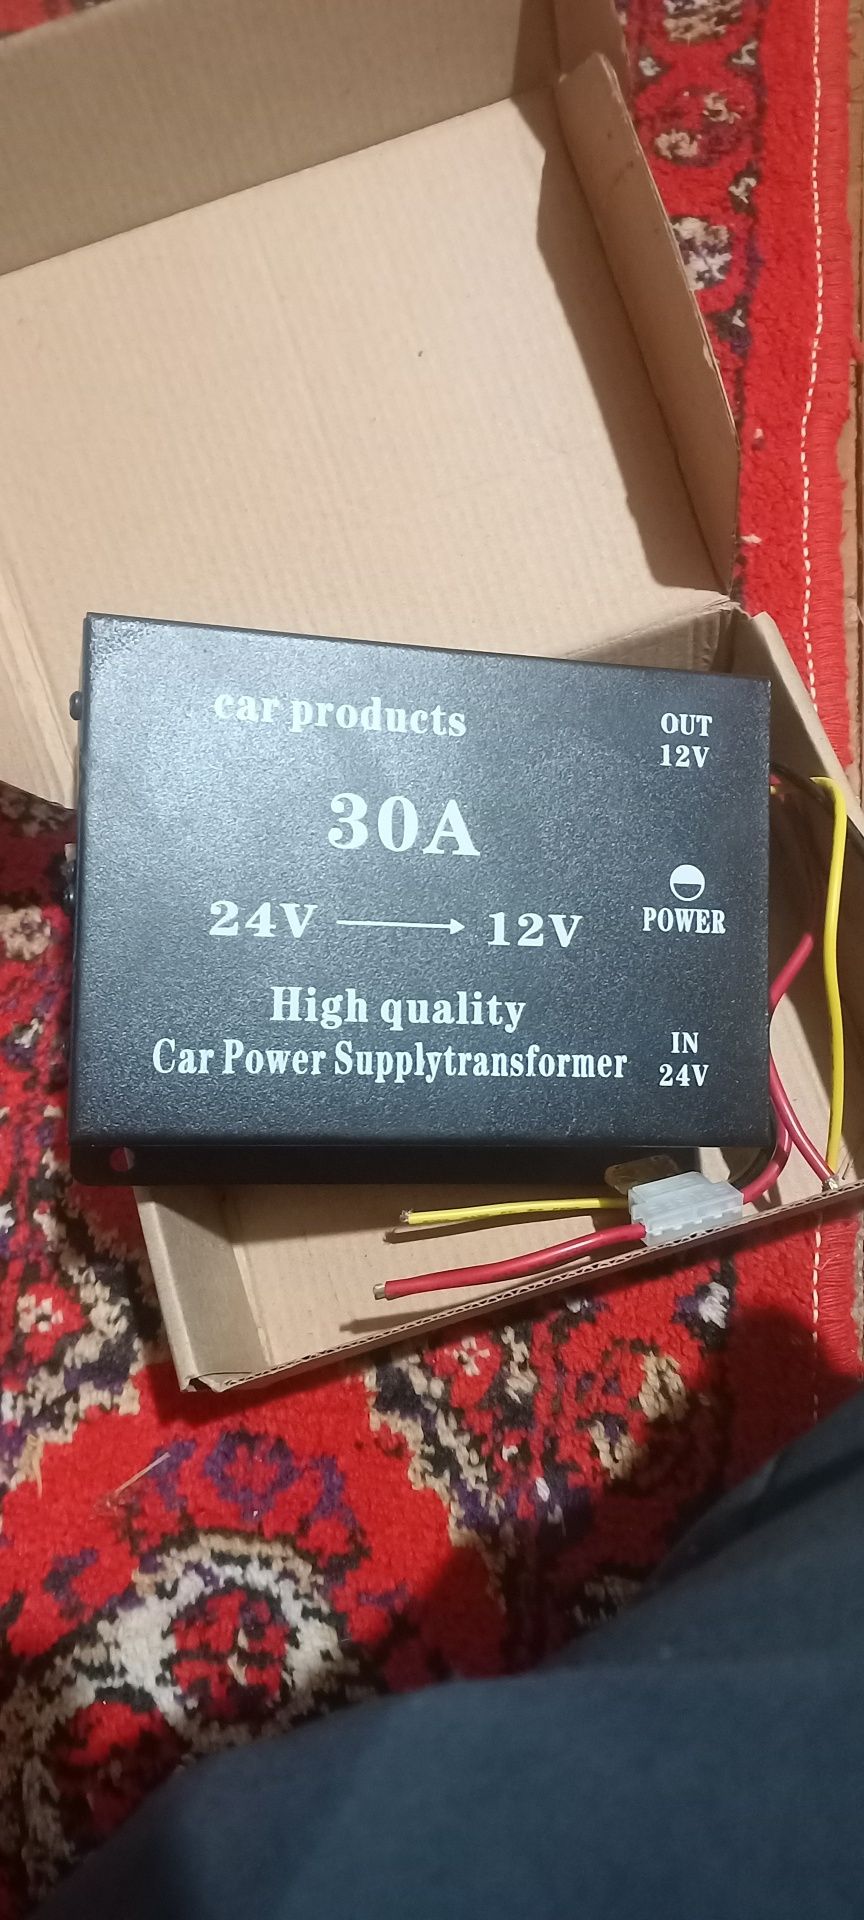 car products
30A
24V → 12V
High quality
Car Power Supplytransformer
OUT
12V
POWER
IN
24V